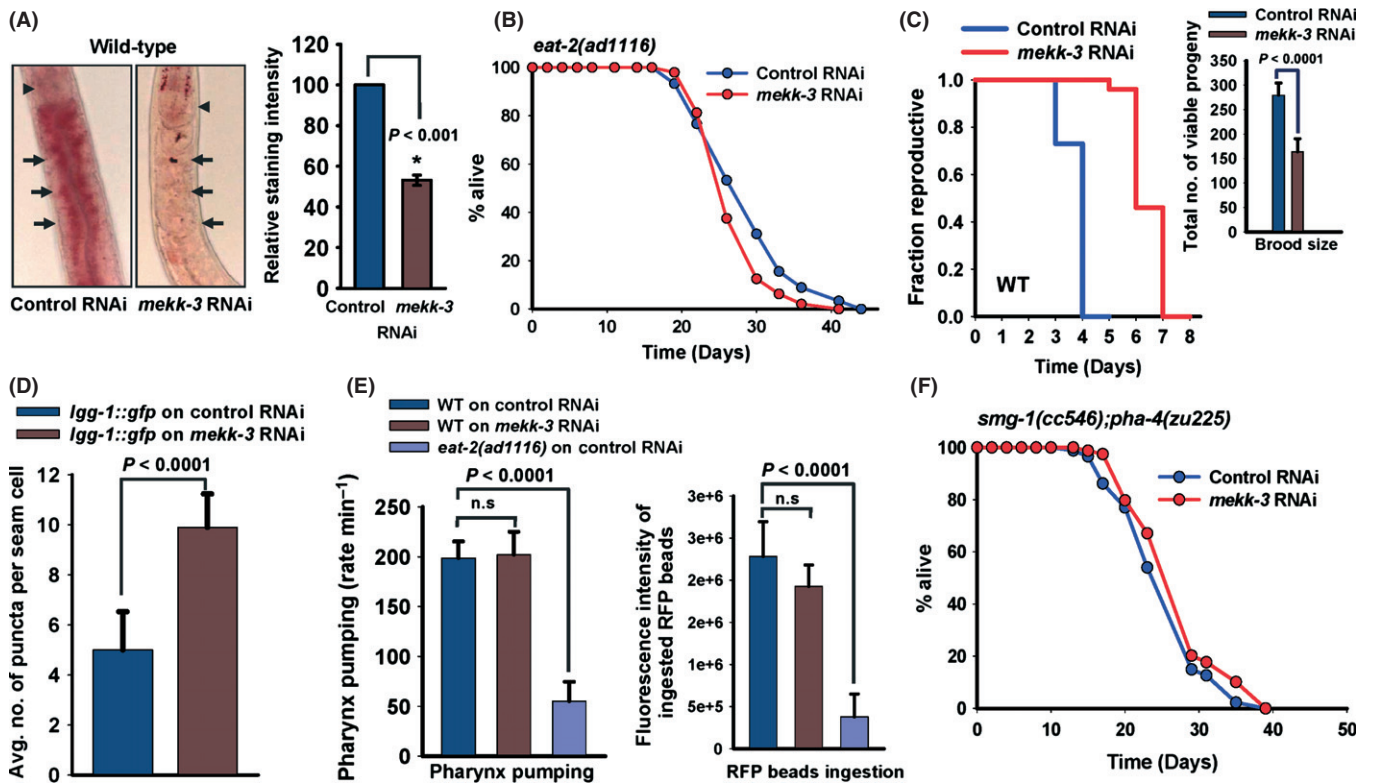 (A)
Wild-type
Control RNAi
mekk-3 RNAi
Relative staining intensity
120
100
80
60
40
20
0
P < 0.001
*
Control
mekk-3
RNAi
(B)
eat-2(ad1116)
Control RNAi
mekk-3 RNAi
% alive
100
80
60
40
20
0
0
10
20
30
40
Time (Days)
(C)
Control RNAi
mekk-3 RNAi
Fraction reproductive
1.0
0.8
0.6
0.4
0.2
0.0
WT
0 1 2 3 4 5 6 7 8
Time (Days)
Control RNAi
mekk-3 RNAi
P < 0.0001
Total no. of viable progeny
350
300
250
200
150
100
50
0
Brood size
(D)
lgg-1::gfp on control RNAi
lgg-1::gfp on mekk-3 RNAi
P < 0.0001
Avg. no. of puncta per seam cell
12
10
8
6
4
2
0
(E)
WT on control RNAi
WT on mekk-3 RNAi
eat-2(ad1116) on control RNAi
P < 0.0001
n.s
Pharynx pumping (rate min−1)
350
300
250
200
150
100
50
0
Pharynx pumping
P < 0.0001
n.s
Fluorescence intensity of
ingested RFP beads
3e+6
3e+6
2e+6
2e+6
1e+6
5e+5
0
RFP beads ingestion
(F)
smg-1(cc546);pha-4(zu225)
Control RNAi
mekk-3 RNAi
% alive
100
80
60
40
20
0
0
10
20
30
40
50
Time (Days)